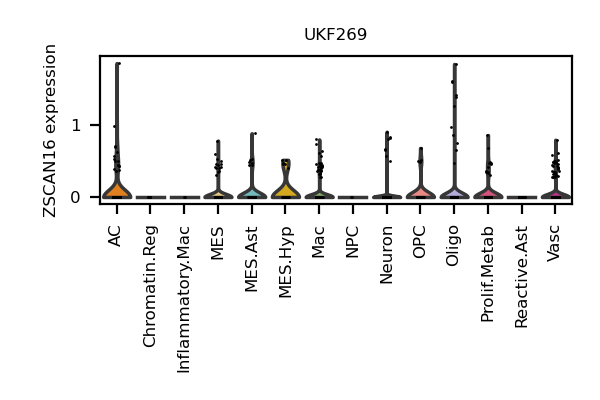 UKF269
ZSCAN16 expression
1
0
AC
Chromatin.Reg
Inflammatory.Mac
MES
MES.Ast
MES.Hyp
Mac
NPC
Neuron
OPC
Oligo
Prolif.Metab
Reactive.Ast
Vasc